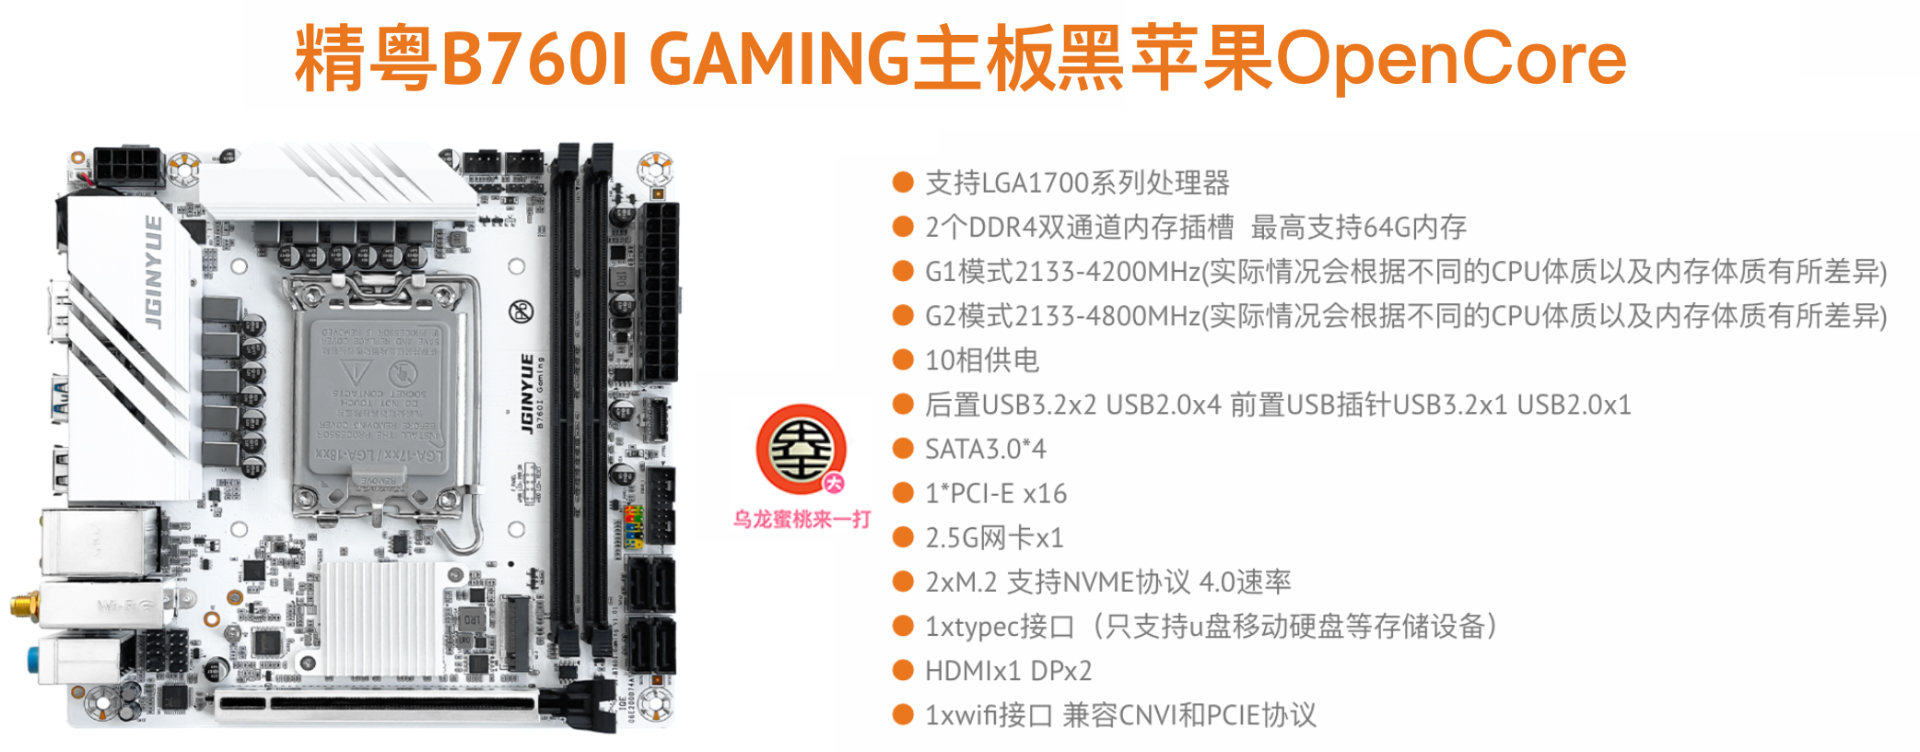 精粤B760I GAMING主板黑苹果OpenCore
支持LGA1700系列处理器
2个DDR4双通道内存插槽 最高支持64G内存
G1模式2133-4200MHz(实际情况会根据不同的CPU体质以及内存体质有所差异)
G2模式2133-4800MHz(实际情况会根据不同的CPU体质以及内存体质有所差异)
10相供电
后置USB3.2x2 USB2.0x4 前置USB插针USB3.2x1 USB2.0x1
SATA3.0*4
1*PCI-E x16
2.5G网卡x1
2xM.2 支持NVME协议 4.0速率
1xtypec接口（只支持u盘移动硬盘等存储设备）
HDMIx1 DPx2
1xwifi接口 兼容CNVI和PCIE协议
大
乌龙蜜桃来一打
JGINYUE
JGINYUE
B760I Gaming
LGA-17xx / LGA-18xx
REMOVE
Wi-Fi